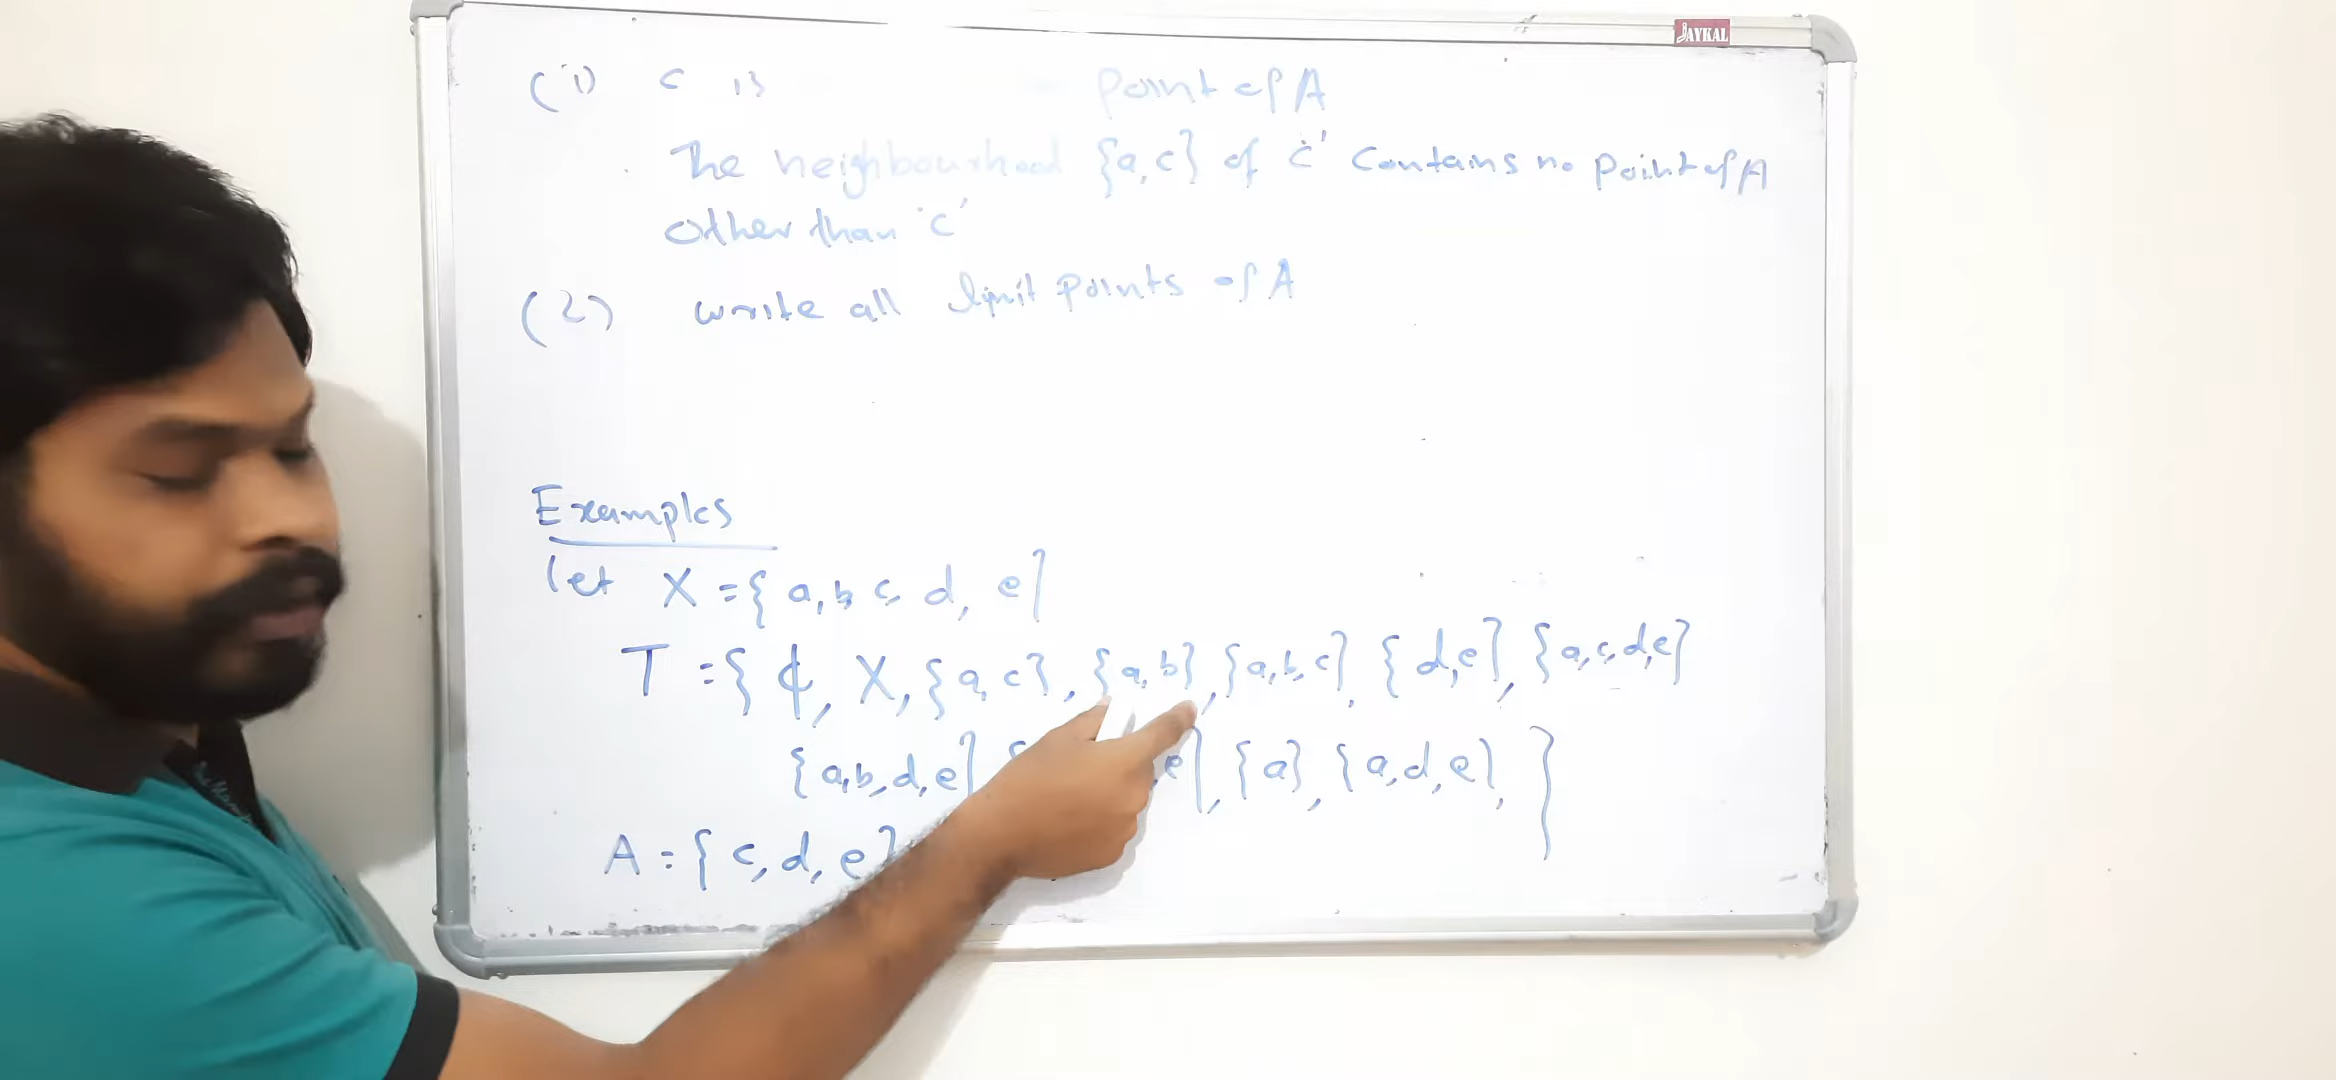 JAYKAL
(1) c is point of A
The neighbourhood {a,c} of 'c' contains no point of A
other than 'c'
(2) write all limit points of A
Examples
let X = { a, b, c, d, e}
T = { ¢, X, {a, c}, {a, b}, {a, b, c}, {d, e}, {a, c, d, e}
{a, b, d, e} e}, {a}, {a, d, e}, }
A = { c, d, e}